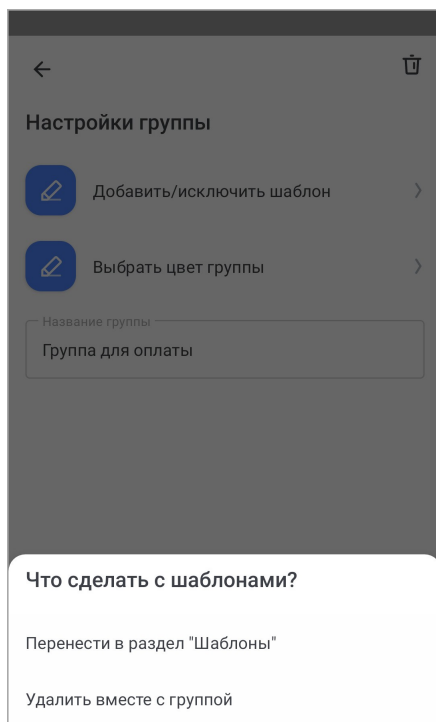 Настройки группы
Добавить/исключить шаблон
Выбрать цвет группы
Название группы
Группа для оплаты
Что сделать с шаблонами?
Перенести в раздел "Шаблоны"
Удалить вместе с группой